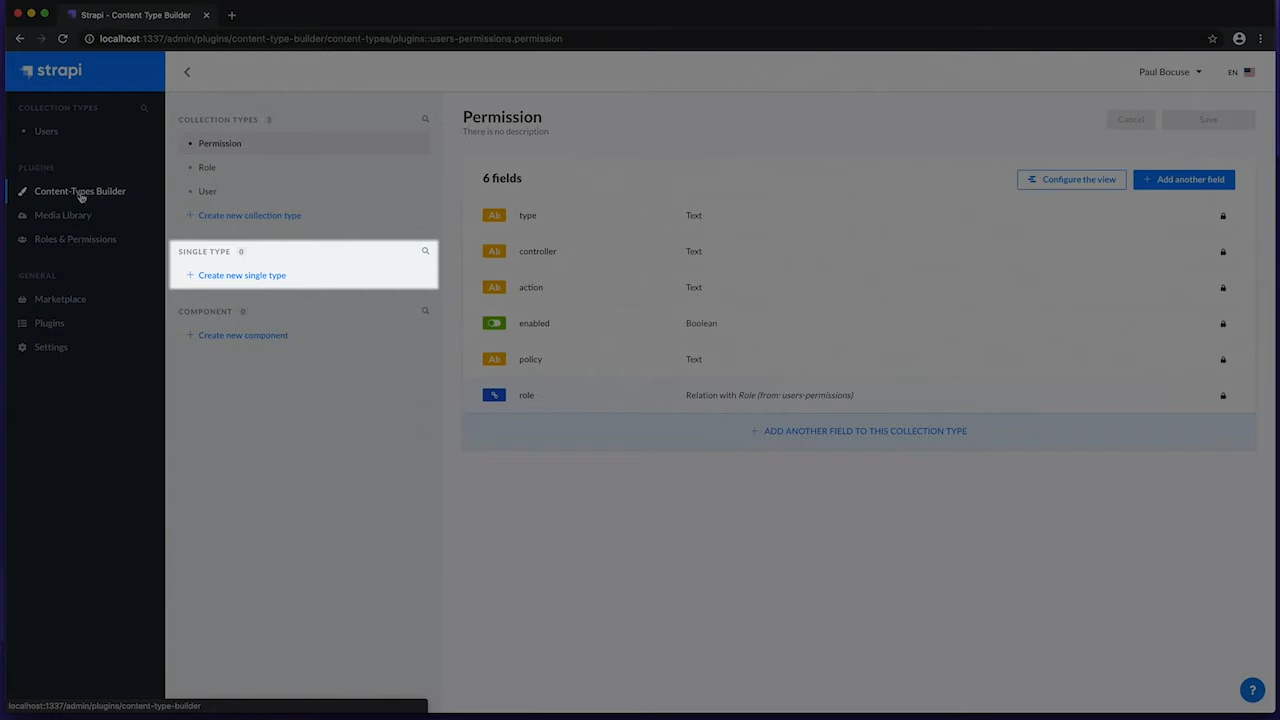 Strapi - Content Type Builder
localhost:1337/admin/plugins/content-type-builder/content-types/plugins::users-permissions.permission
strapi
Paul Bocuse
EN
COLLECTION TYPES
Users
PLUGINS
Content-Types Builder
Media Library
Roles & Permissions
GENERAL
Marketplace
Plugins
Settings
COLLECTION TYPES 3
Permission
Role
User
+ Create new collection type
SINGLE TYPE 0
+ Create new single type
COMPONENT 0
+ Create new component
Permission
There is no description
Cancel
Save
6 fields
Configure the view
+ Add another field
Ab type Text
Ab controller Text
Ab action Text
enabled Boolean
Ab policy Text
role Relation with Role (from: users-permissions)
+ ADD ANOTHER FIELD TO THIS COLLECTION TYPE
?
localhost:1337/admin/plugins/content-type-builder